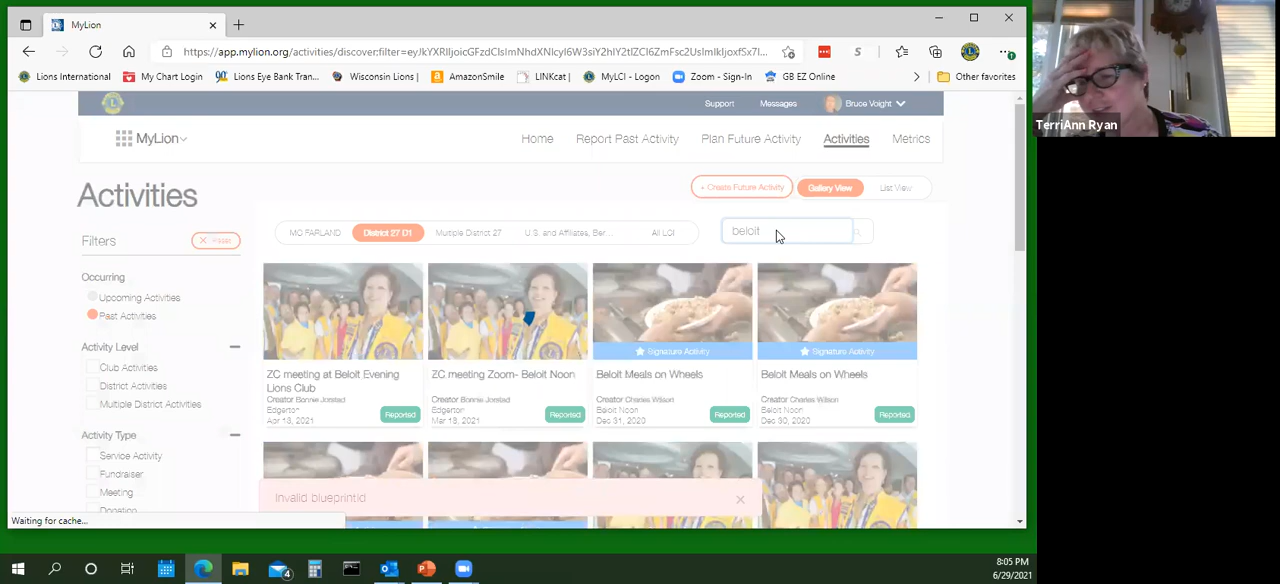 MyLion
https://app.mylion.org/activities/discover:filter=eyJkYXRlIjoicGFzdCIsImNhdXNlcyI6W3siY2hlY2tlZCI6ZmFsc2UsImlkIjoxfSx7I...
Lions International
My Chart Login
Lions Eye Bank Tran...
Wisconsin Lions |
AmazonSmile
LINKcat |
MyLCI - Logon
Zoom - Sign-In
GB EZ Online
Other favorites
TerriAnn Ryan
Support Messages Bruce Voight
MyLion
Home Report Past Activity Plan Future Activity Activities Metrics
Activities
+ Create Future Activity Gallery View List View
Filters
Reset
MC FARLAND District 27 D1 Multiple District 27 U.S. and Affiliates, Ber... All LCI
beloit
Occurring
Upcoming Activities
Past Activities
Activity Level
Club Activities
District Activities
Multiple District Activities
Activity Type
Service Activity
Fundraiser
Meeting
Donation
ZC meeting at Beloit Evening
Lions Club
Creator Bonnie Jorstad
Edgerton
Apr 13, 2021
Reported
ZC meeting Zoom- Beloit Noon
Creator Bonnie Jorstad
Edgerton
Mar 18, 2021
Reported
Signature Activity
Beloit Meals on Wheels
Creator Charles Wilson
Beloit Noon
Dec 31, 2020
Reported
Signature Activity
Beloit Meals on Wheels
Creator Charles Wilson
Beloit Noon
Dec 30, 2020
Reported
Invalid blueprintid
Waiting for cache...
4
8:05 PM
6/29/2021